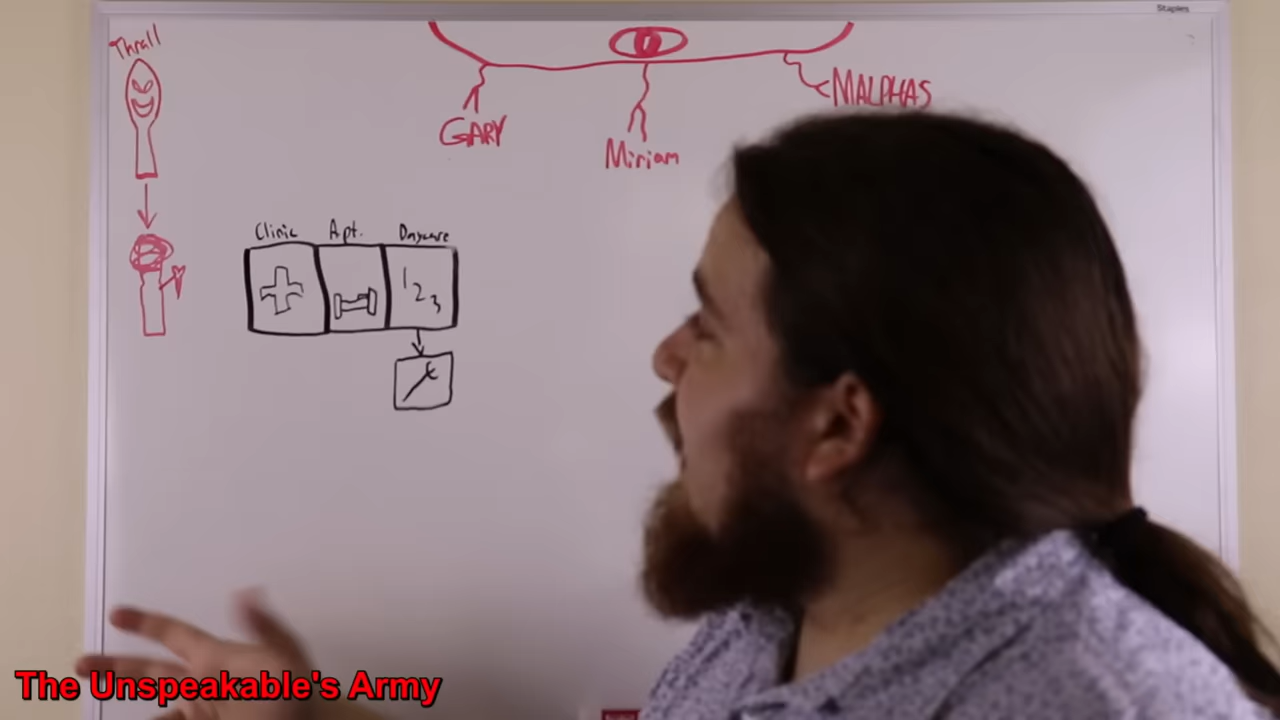 Staples
Thrall
GARY
Miriam
MALPHAS
Clinic
Apt.
Daycare
1
2
3
The Unspeakable's Army